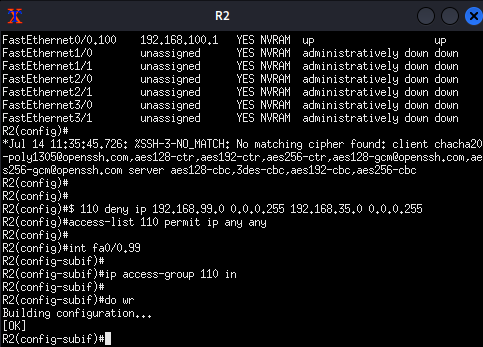 R2
FastEthernet0/0.100    192.168.100.1   YES NVRAM  up                    up
FastEthernet1/0        unassigned      YES NVRAM  administratively down down
FastEthernet1/1        unassigned      YES NVRAM  administratively down down
FastEthernet2/0        unassigned      YES NVRAM  administratively down down
FastEthernet2/1        unassigned      YES NVRAM  administratively down down
FastEthernet3/0        unassigned      YES NVRAM  administratively down down
FastEthernet3/1        unassigned      YES NVRAM  administratively down down
R2(config)#
*Jul 14 11:35:45.726: %SSH-3-NO_MATCH: No matching cipher found: client chacha20
-poly1305@openssh.com,aes128-ctr,aes192-ctr,aes256-ctr,aes128-gcm@openssh.com,ae
s256-gcm@openssh.com server aes128-cbc,3des-cbc,aes192-cbc,aes256-cbc
R2(config)#
R2(config)#
R2(config)#$ 110 deny ip 192.168.99.0 0.0.0.255 192.168.35.0 0.0.0.255
R2(config)#access-list 110 permit ip any any
R2(config)#
R2(config)#int fa0/0.99
R2(config-subif)#
R2(config-subif)#ip access-group 110 in
R2(config-subif)#
R2(config-subif)#do wr
Building configuration...
[OK]
R2(config-subif)#